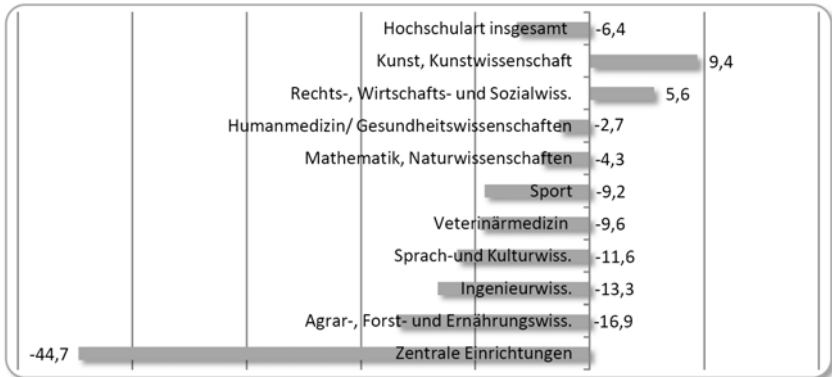 Hochschulart insgesamt -6,4
Kunst, Kunstwissenschaft 9,4
Rechts-, Wirtschafts- und Sozialwiss. 5,6
Humanmedizin/ Gesundheitswissenschaften -2,7
Mathematik, Naturwissenschaften -4,3
Sport -9,2
Veterinärmedizin -9,6
Sprach-und Kulturwiss. -11,6
Ingenieurwiss. -13,3
Agrar-, Forst- und Ernährungswiss. -16,9
-44,7 Zentrale Einrichtungen